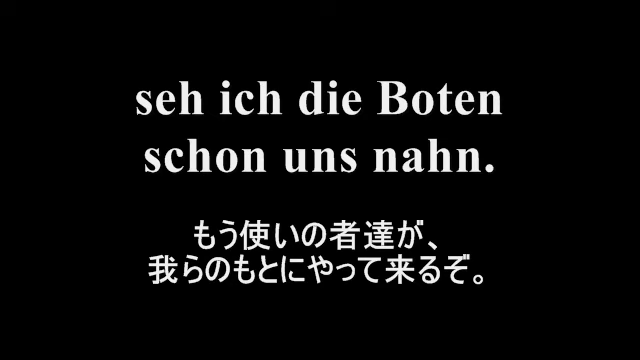 seh ich die Boten
schon uns nahn.
もう使いの者達が、
我らのもとにやって来るぞ。